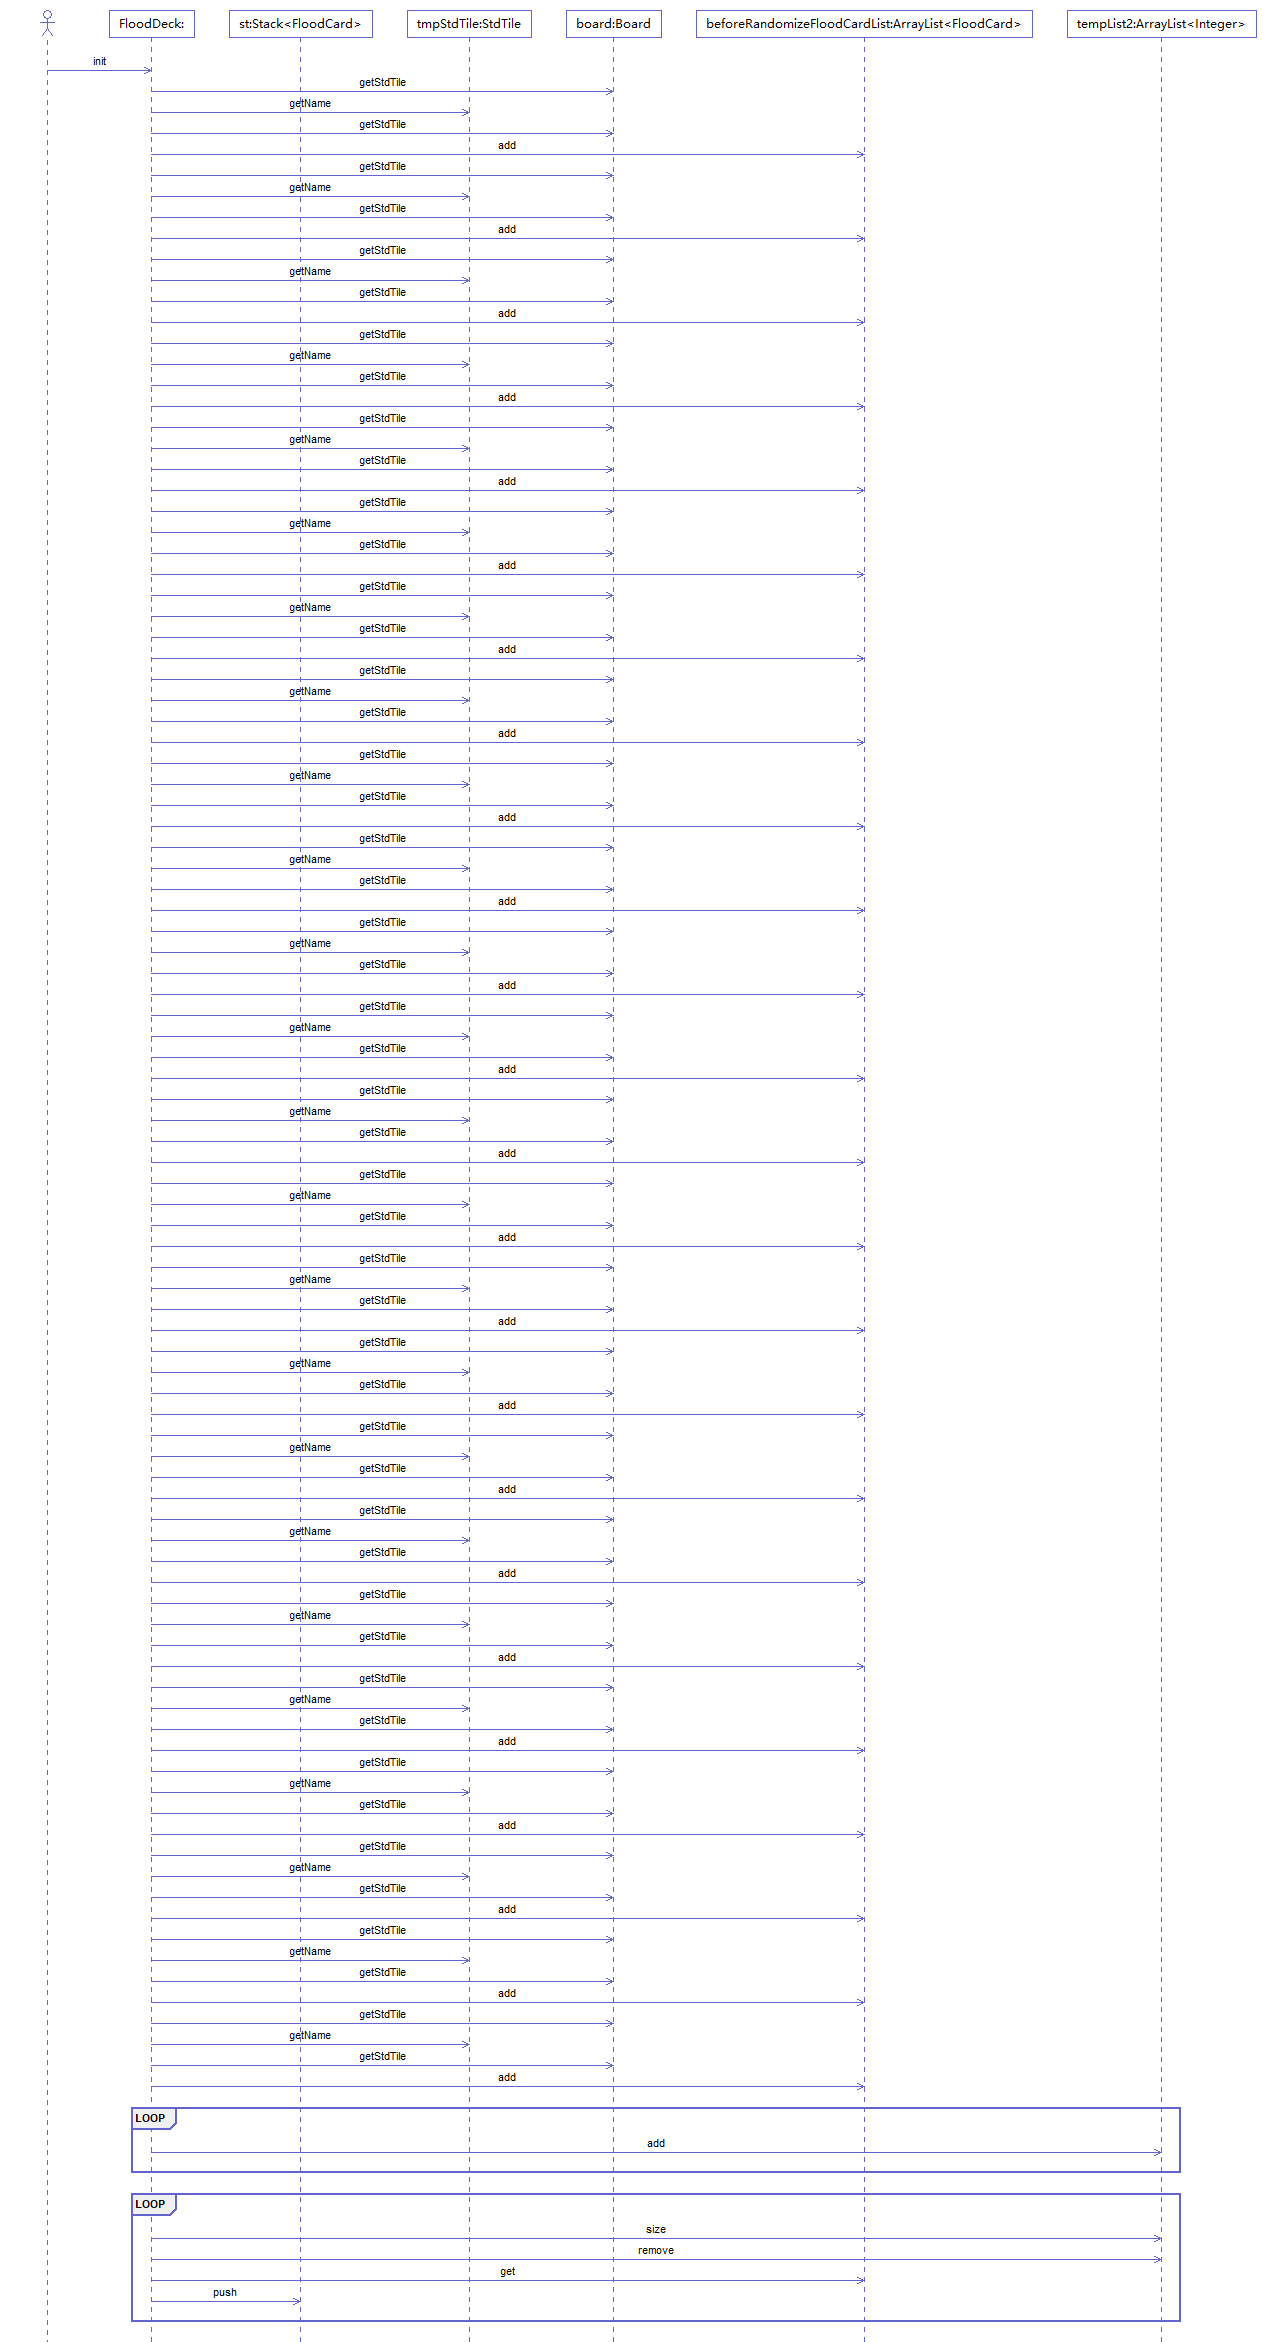 FloodDeck: st:Stack<FloodCard> tmpStdTile:StdTile board:Board beforeRandomizeFloodCardList:ArrayList<FloodCard> tempList2:ArrayList<Integer>
init
getStdTile
getName
getStdTile
add
getStdTile
getName
getStdTile
add
getStdTile
getName
getStdTile
add
getStdTile
getName
getStdTile
add
getStdTile
getName
getStdTile
add
getStdTile
getName
getStdTile
add
getStdTile
getName
getStdTile
add
getStdTile
getName
getStdTile
add
getStdTile
getName
getStdTile
add
getStdTile
getName
getStdTile
add
getStdTile
getName
getStdTile
add
getStdTile
getName
getStdTile
add
getStdTile
getName
getStdTile
add
getStdTile
getName
getStdTile
add
getStdTile
getName
getStdTile
add
getStdTile
getName
getStdTile
add
getStdTile
getName
getStdTile
add
getStdTile
getName
getStdTile
add
getStdTile
getName
getStdTile
add
getStdTile
getName
getStdTile
add
getStdTile
getName
getStdTile
add
getStdTile
getName
getStdTile
add
getStdTile
getName
getStdTile
add
getStdTile
getName
getStdTile
add
LOOP
add
LOOP
size
remove
get
push